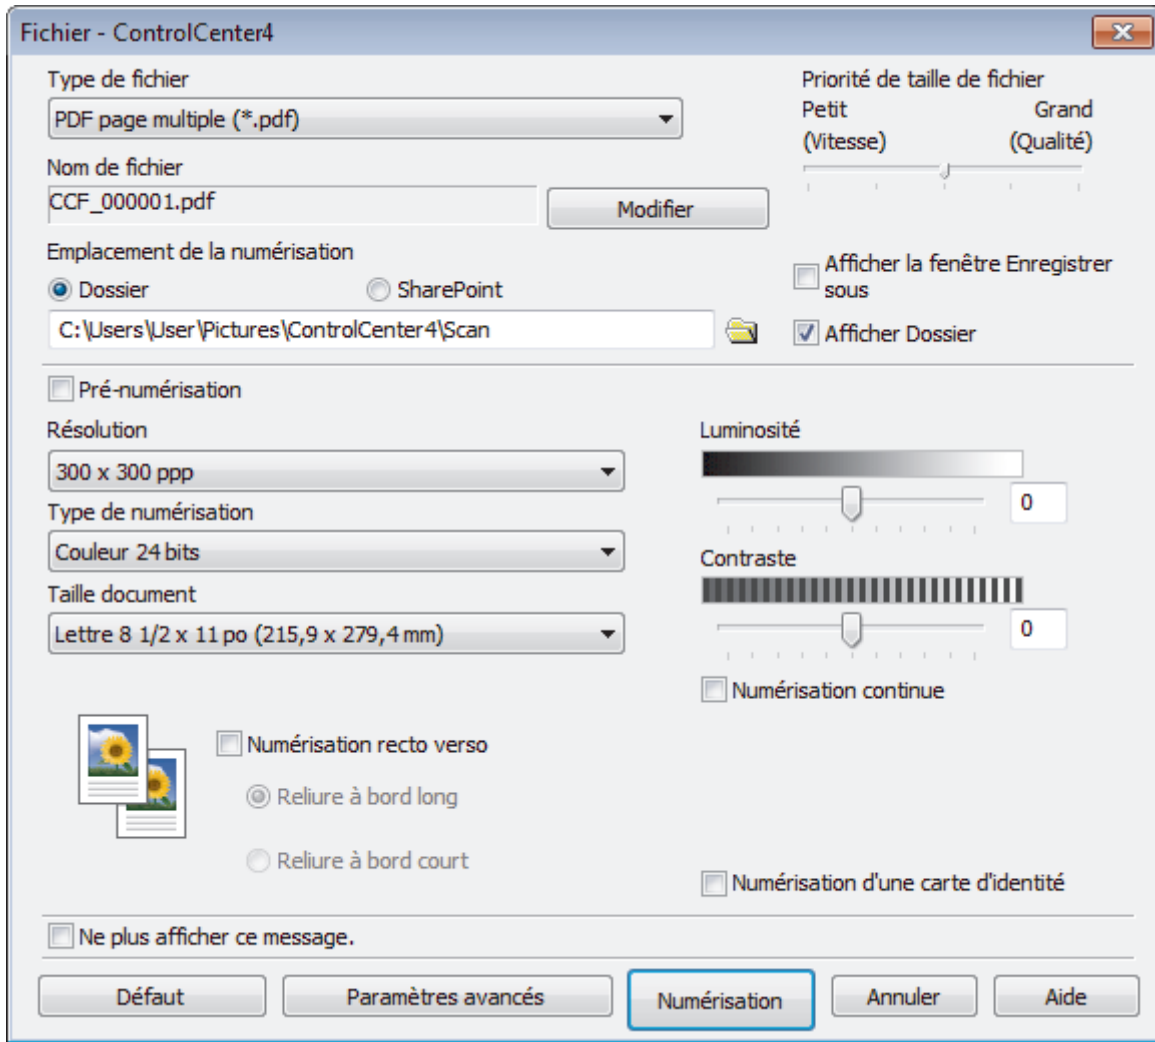 Fichier - ControlCenter4
Type de fichier
PDF page multiple (*.pdf)
Priorité de taille de fichier
Petit Grand
(Vitesse) (Qualité)
Nom de fichier
CCF_000001.pdf
Modifier
Emplacement de la numérisation
Dossier SharePoint
C:\Users\User\Pictures\ControlCenter4\Scan
Afficher la fenêtre Enregistrer
sous
Afficher Dossier
Pré-numérisation
Résolution
300 x 300 ppp
Type de numérisation
Couleur 24 bits
Taille document
Lettre 8 1/2 x 11 po (215,9 x 279,4 mm)
Luminosité
0
Contraste
0
Numérisation continue
Numérisation recto verso
Reliure à bord long
Reliure à bord court
Numérisation d'une carte d'identité
Ne plus afficher ce message.
Défaut Paramètres avancés Numérisation Annuler Aide